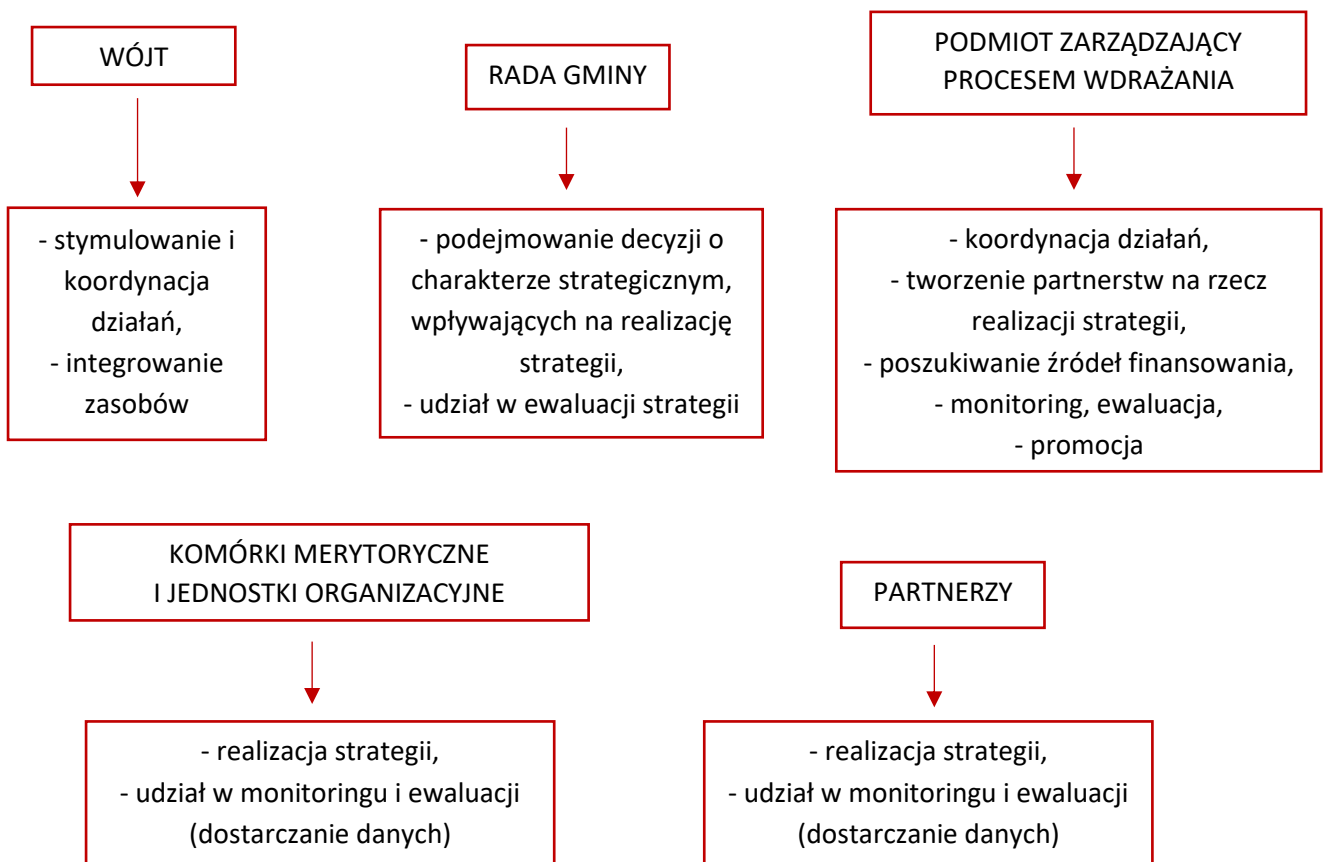 WÓJT
- stymulowanie i
koordynacja
działań,
- integrowanie
zasobów
RADA GMINY
- podejmowanie decyzji o
charakterze strategicznym,
wpływających na realizację
strategii,
- udział w ewaluacji strategii
PODMIOT ZARZĄDZAJĄCY
PROCESEM WDRAŻANIA
- koordynacja działań,
- tworzenie partnerstw na rzecz
realizacji strategii,
- poszukiwanie źródeł finansowania,
- monitoring, ewaluacja,
- promocja
KOMÓRKI MERYTORYCZNE
I JEDNOSTKI ORGANIZACYJNE
- realizacja strategii,
- udział w monitoringu i ewaluacji
(dostarczanie danych)
PARTNERZY
- realizacja strategii,
- udział w monitoringu i ewaluacji
(dostarczanie danych)